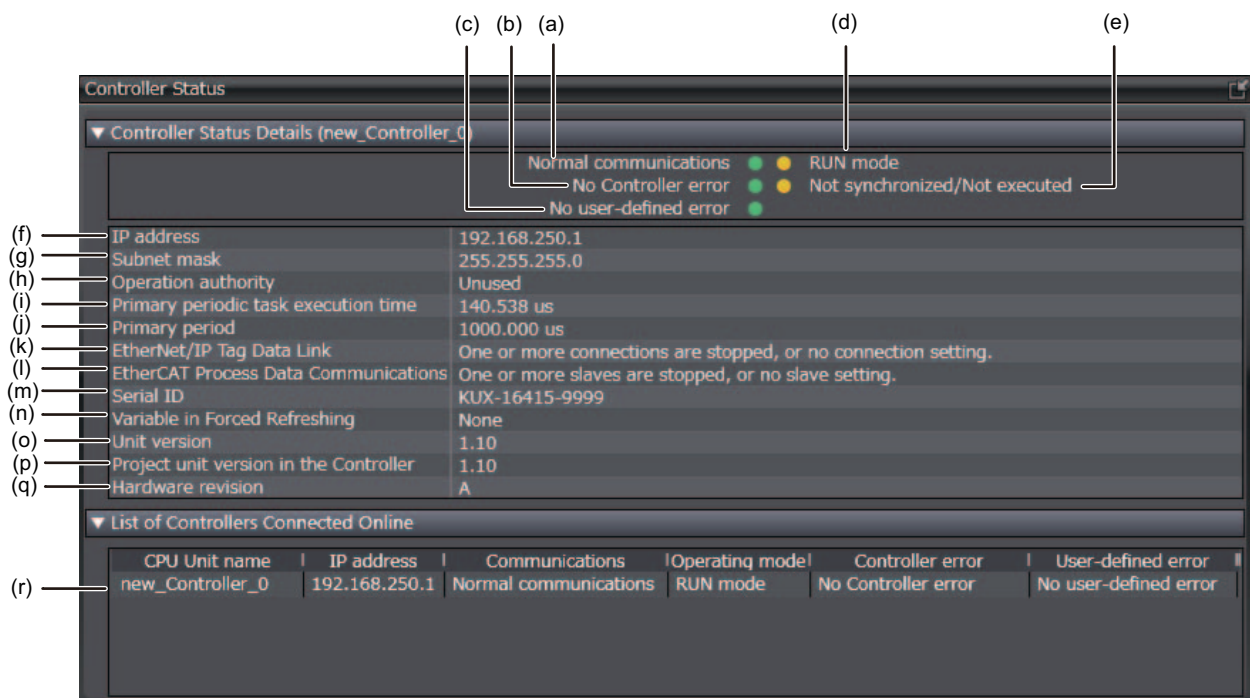 (c) (b) (a) (d) (e)
Controller Status
Controller Status Details (new_Controller_0)
Normal communications RUN mode
No Controller error Not synchronized/Not executed
No user-defined error
(f) IP address 192.168.250.1
(g) Subnet mask 255.255.255.0
(h) Operation authority Unused
(i) Primary periodic task execution time 140.538 us
(j) Primary period 1000.000 us
(k) EtherNet/IP Tag Data Link One or more connections are stopped, or no connection setting.
(l) EtherCAT Process Data Communications One or more slaves are stopped, or no slave setting.
(m) Serial ID KUX-16415-9999
(n) Variable in Forced Refreshing None
(o) Unit version 1.10
(p) Project unit version in the Controller 1.10
(q) Hardware revision A
List of Controllers Connected Online
CPU Unit name IP address Communications Operating mode Controller error User-defined error
(r) new_Controller_0 192.168.250.1 Normal communications RUN mode No Controller error No user-defined error